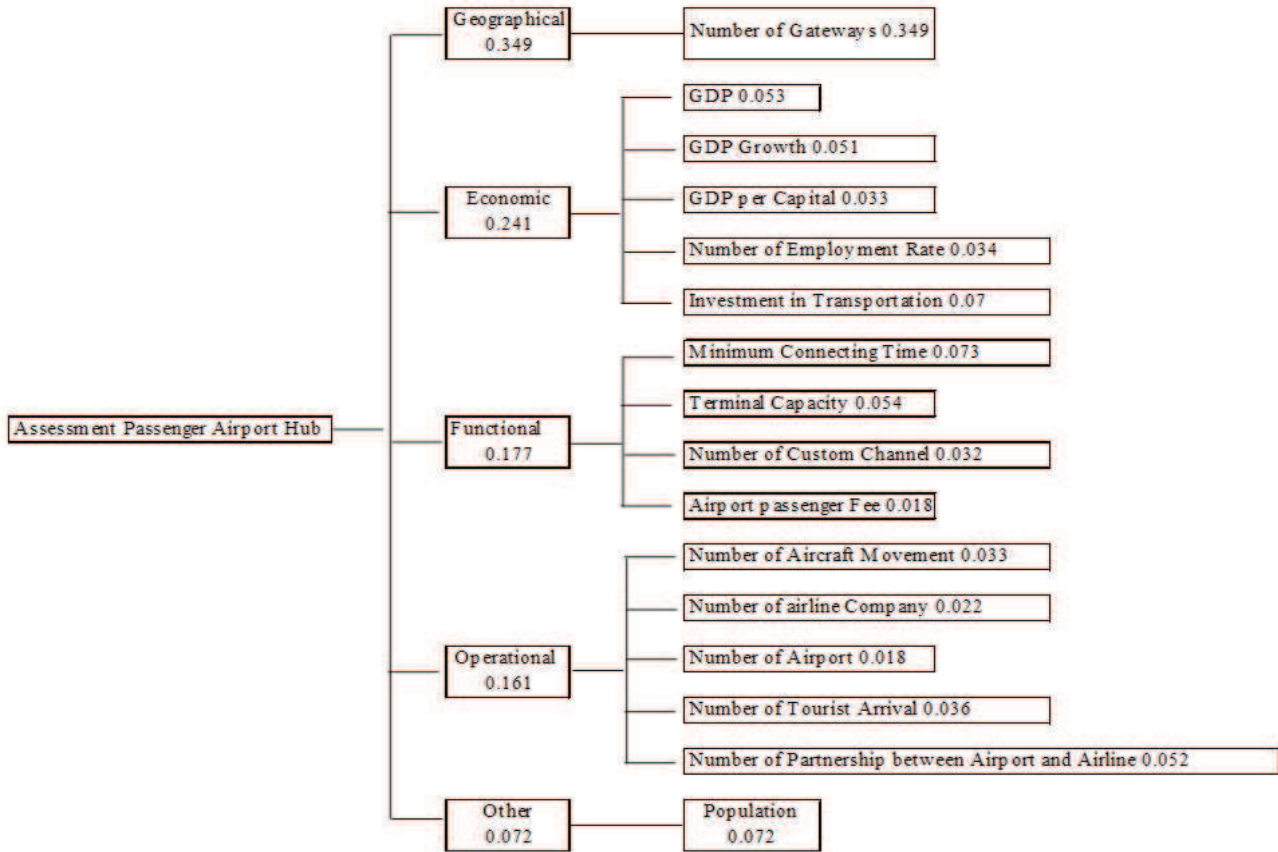 Geographical
0.349
Number of Gateways 0.349
GDP 0.053
GDP Growth 0.051
Economic
0.241
GDP per Capital 0.033
Number of Employment Rate 0.034
Investment in Transportation 0.07
Minimum Connecting Time 0.073
Terminal Capacity 0.054
Assessment Passenger Airport Hub
Functional
0.177
Number of Custom Channel 0.032
Airport passenger Fee 0.018
Number of Aircraft Movement 0.033
Number of airline Company 0.022
Operational
0.161
Number of Airport 0.018
Number of Tourist Arrival 0.036
Number of Partnership between Airport and Airline 0.052
Other
0.072
Population
0.072